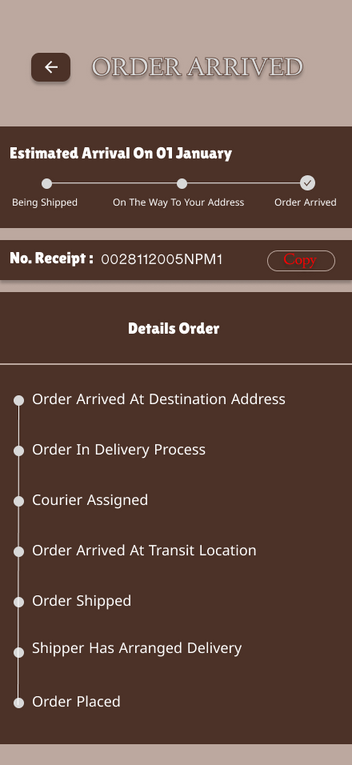 ORDER ARRIVED
Estimated Arrival On 01 January
Being Shipped
On The Way To Your Address
Order Arrived
No. Receipt : 0028112005NPM1
Copy
Details Order
Order Arrived At Destination Address
Order In Delivery Process
Courier Assigned
Order Arrived At Transit Location
Order Shipped
Shipper Has Arranged Delivery
Order Placed